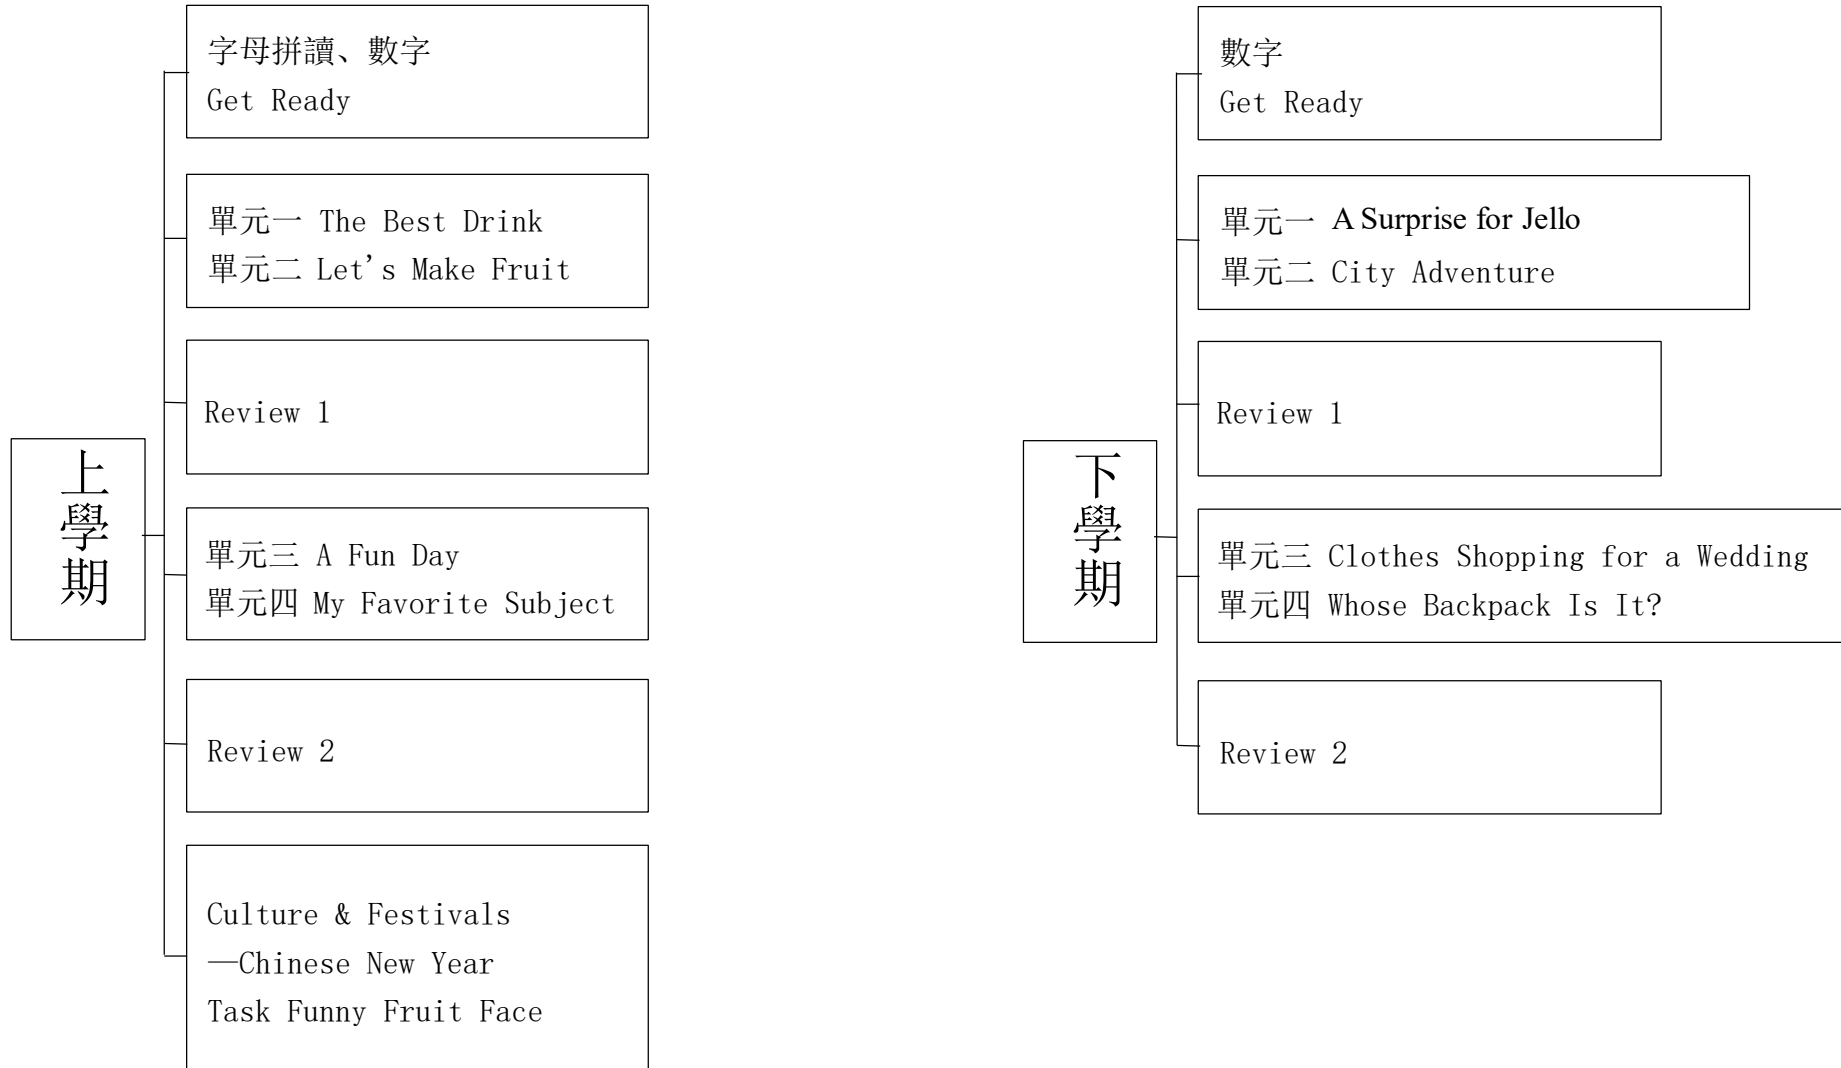 上學期
字母拼讀、數字
Get Ready
單元一 The Best Drink
單元二 Let's Make Fruit
Review 1
單元三 A Fun Day
單元四 My Favorite Subject
Review 2
Culture & Festivals
—Chinese New Year
Task Funny Fruit Face
下學期
數字
Get Ready
單元一 A Surprise for Jello
單元二 City Adventure
Review 1
單元三 Clothes Shopping for a Wedding
單元四 Whose Backpack Is It?
Review 2